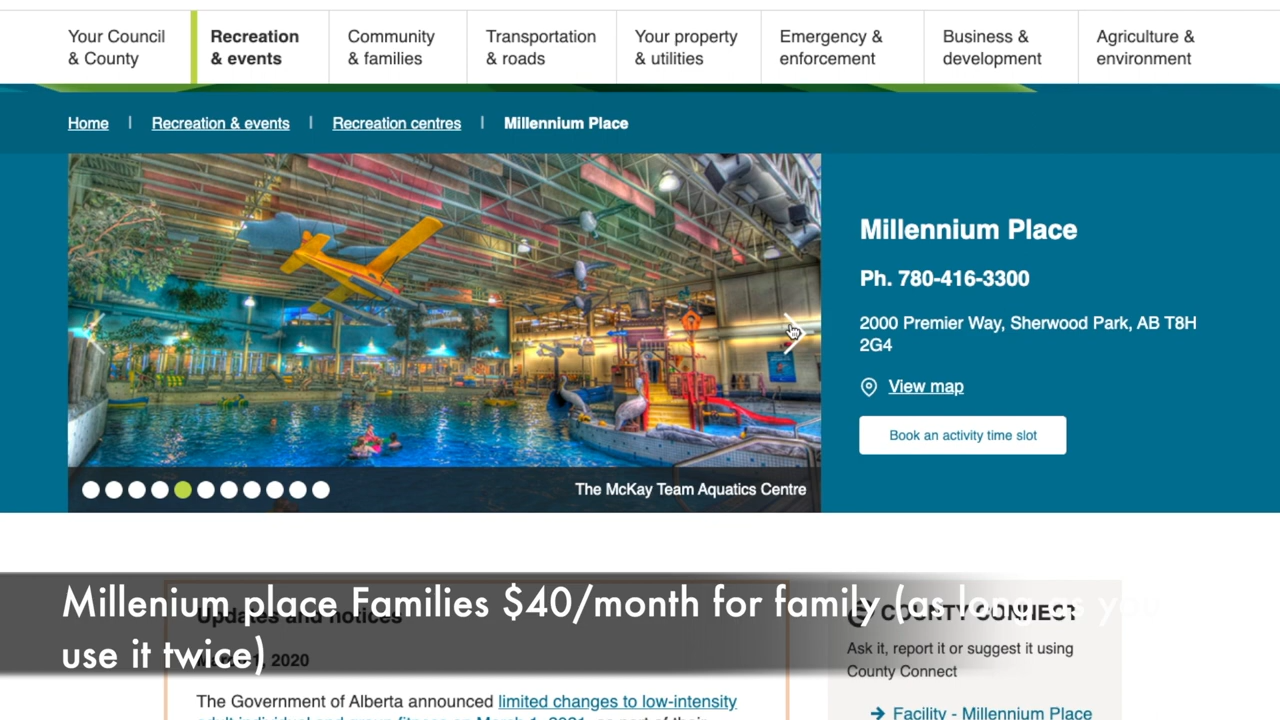 Your Council
& County
Recreation
& events
Community
& families
Transportation
& roads
Your property
& utilities
Emergency &
enforcement
Business &
development
Agriculture &
environment
Home | Recreation & events | Recreation centres | Millennium Place
Millennium Place
Ph. 780-416-3300
2000 Premier Way, Sherwood Park, AB T8H
2G4
View map
Book an activity time slot
The McKay Team Aquatics Centre
Millenium place Families $40/month for family (as long as you
use it twice)
Updates and notices
1, 2020
The Government of Alberta announced limited changes to low-intensity
COUNTY CONNECT
Ask it, report it or suggest it using
County Connect
Facility - Millennium Place